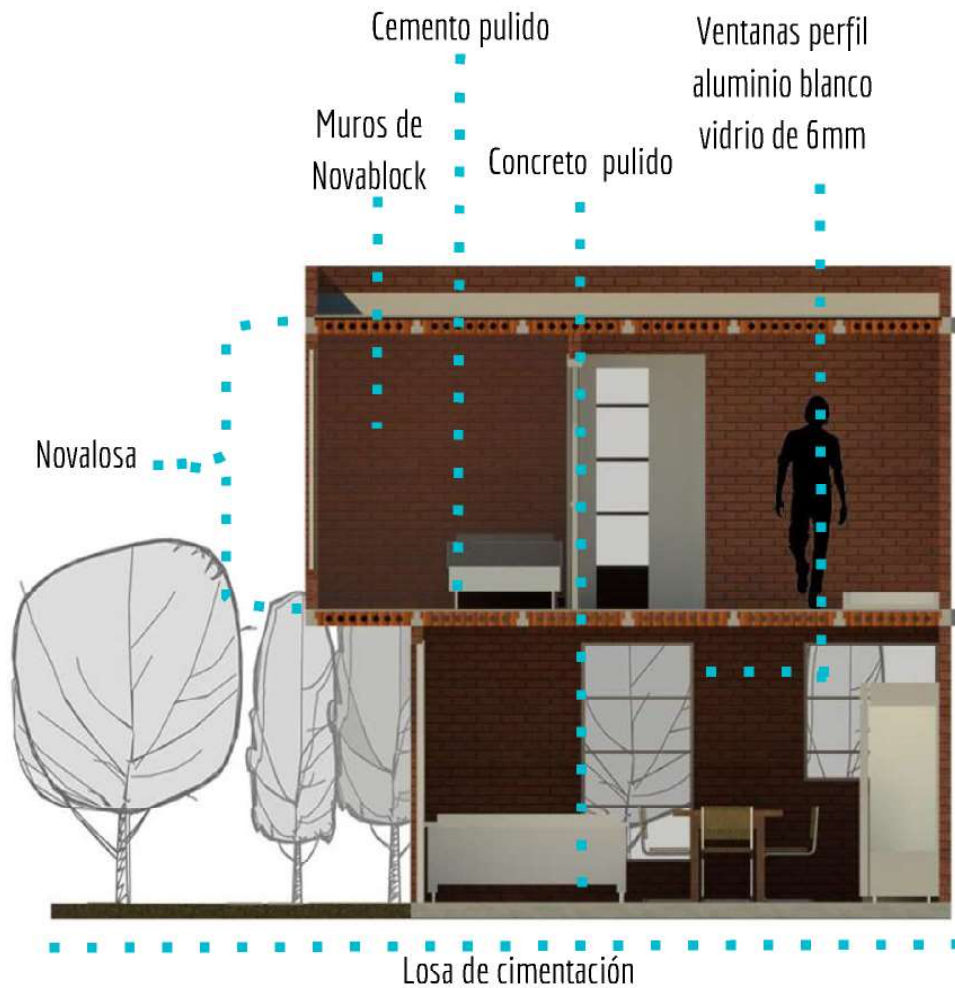 Cemento pulido
Ventanas perfil
aluminio blanco
vidrio de 6mm
Muros de
Novablock
Concreto pulido
Novalosa
Losa de cimentación